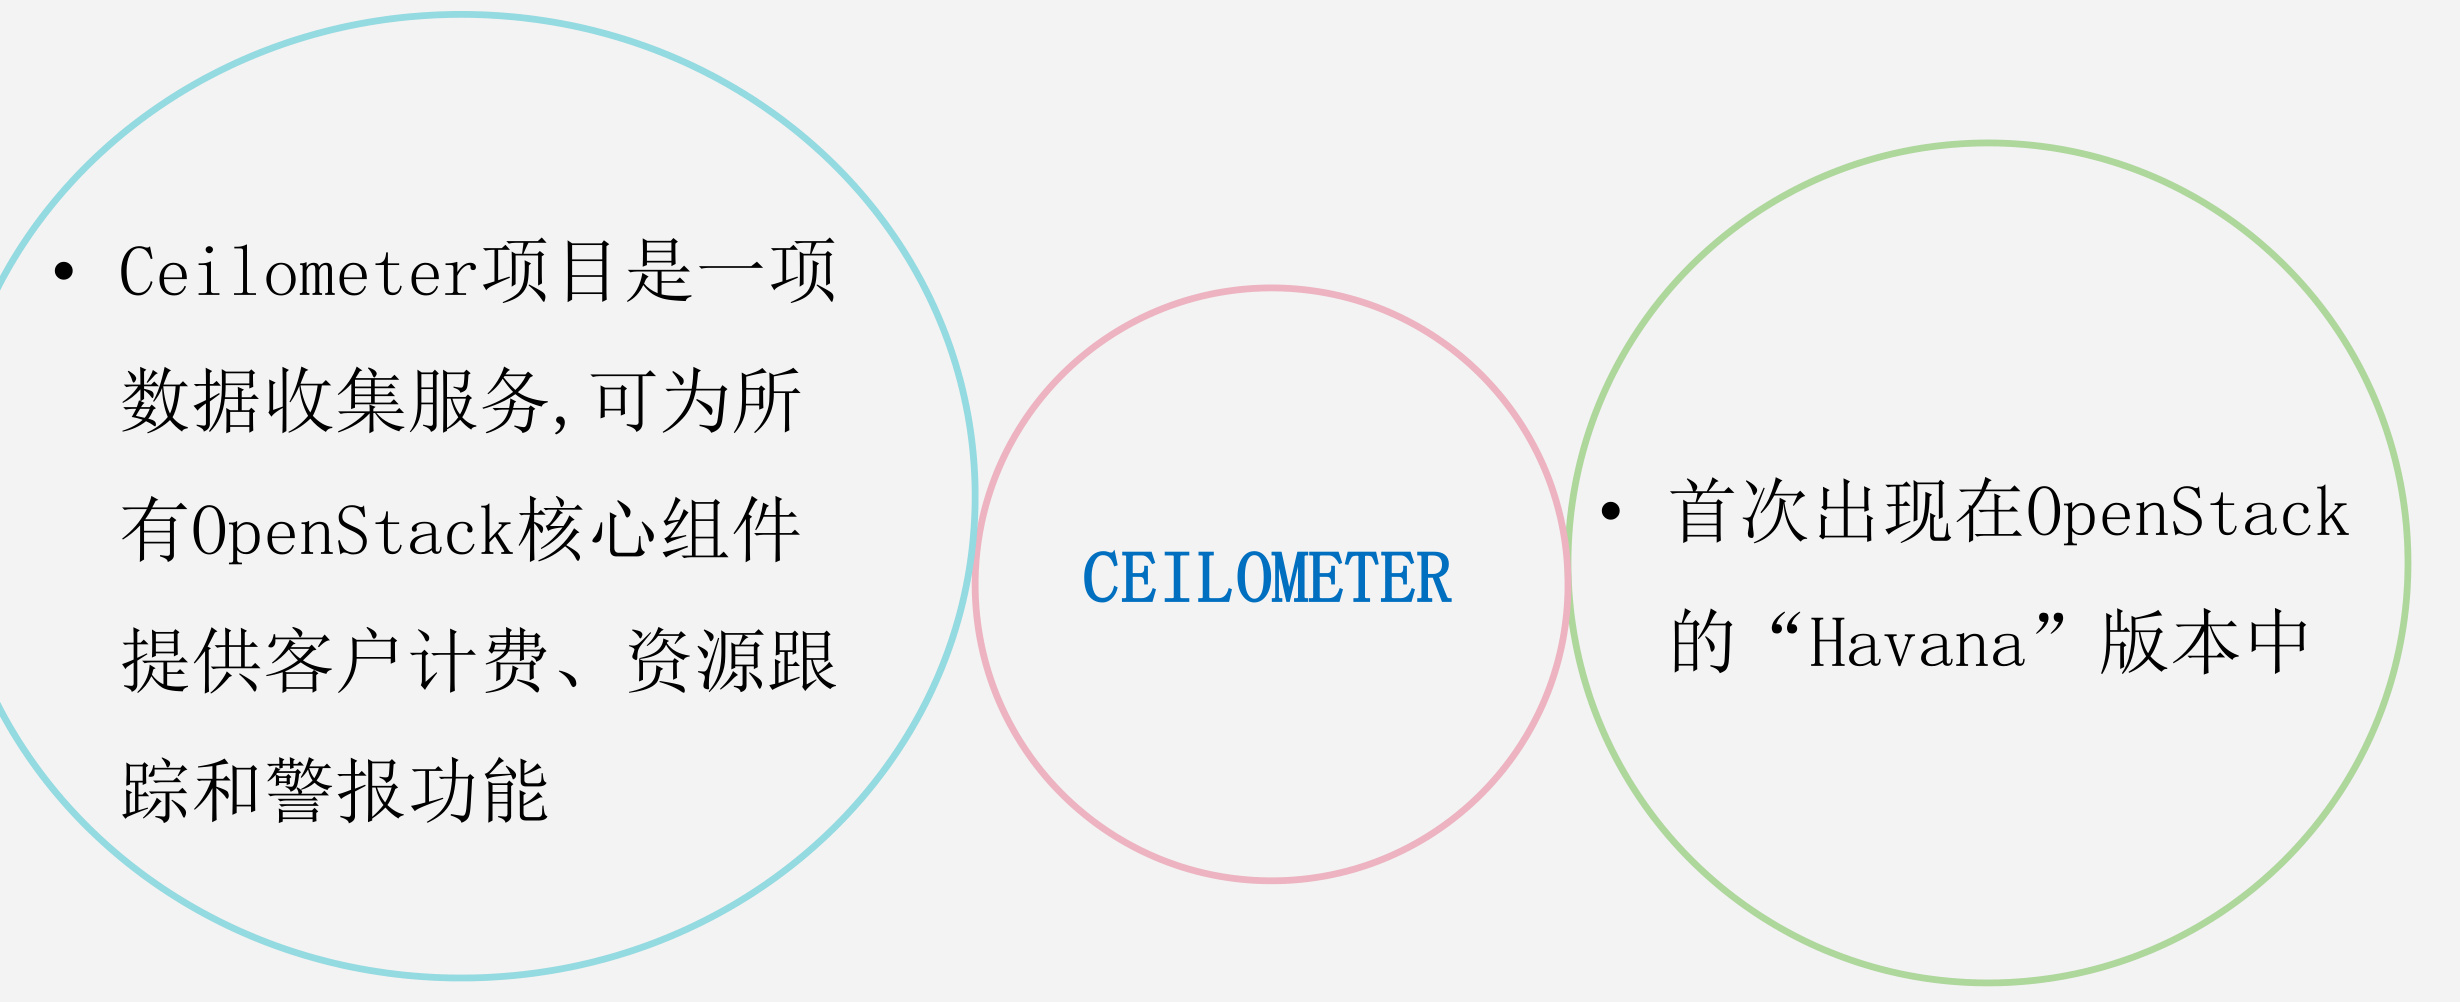 • Ceilometer项目是一项
数据收集服务,可为所
有OpenStack核心组件
提供客户计费、资源跟
踪和警报功能
CEILOMETER
• 首次出现在OpenStack
的“Havana”版本中